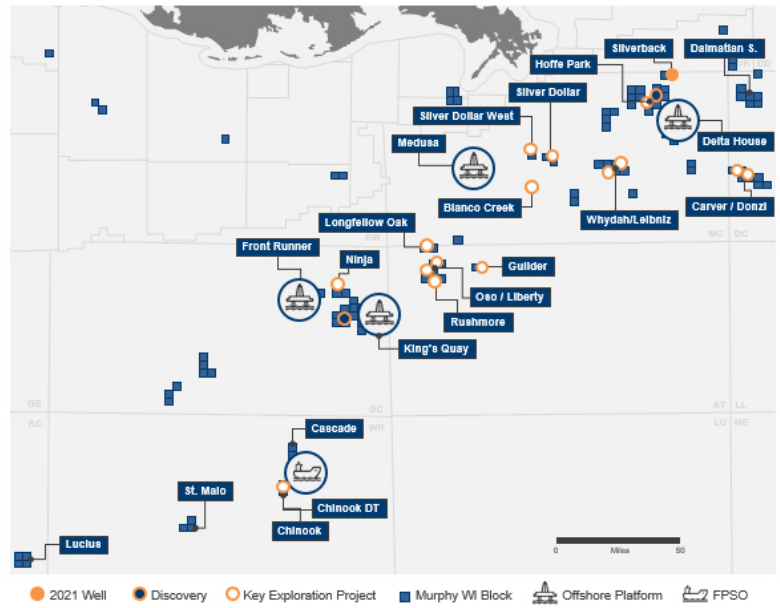 Silverback
Dalmatian S.
Hoffe Park
VK DD
Silver Dollar
Silver Dollar West
Medusa
Delta House
Blanco Creek
Carver / Donzi
Whydah/Leibniz
Longfellow Oak
EW
MC DC
Front Runner
Ninja
Guilder
Oso / Liberty
Rushmore
King's Quay
GB
GC
AT LL
KC
WR
LU HE
Cascade
St. Malo
Chinook DT
Chinook
Lucius
0 Miles 50
2021 Well
Discovery
Key Exploration Project
Murphy WI Block
Offshore Platform
FPSO